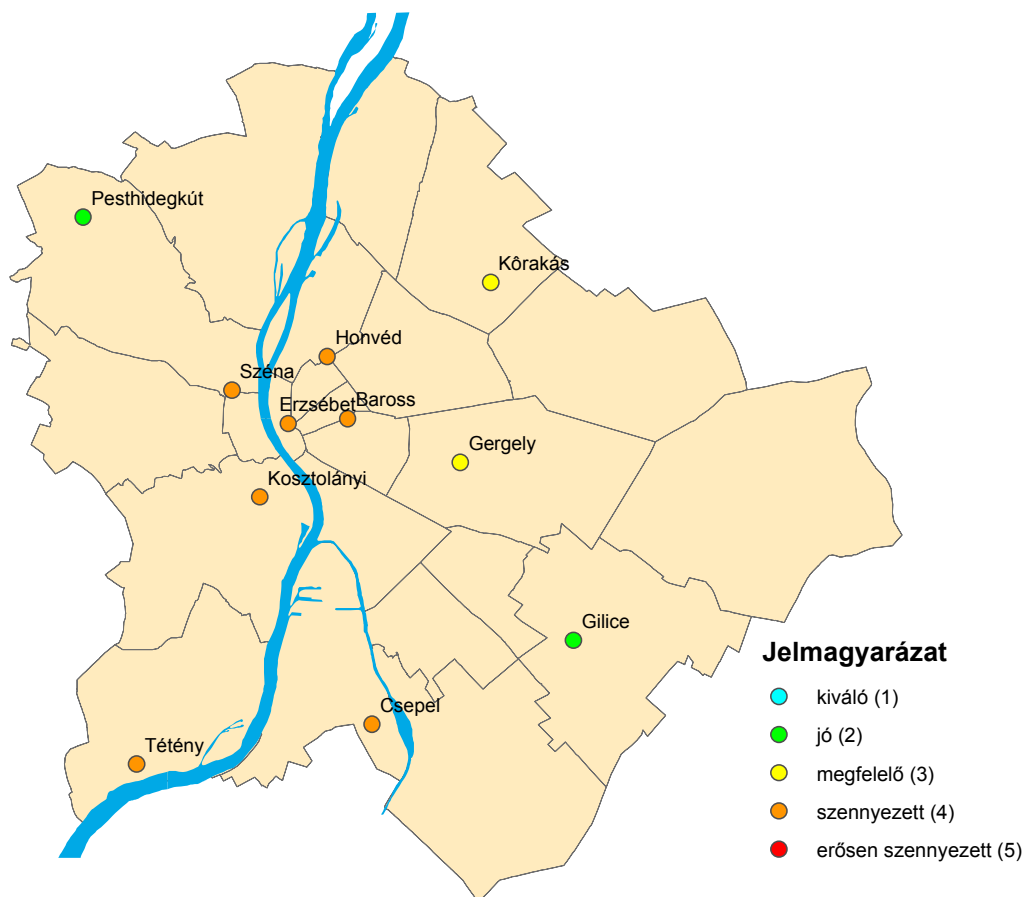 Pesthidegkút
Kôrakás
Honvéd
Széna
Erzsébet
Baross
Gergely
Kosztolányi
Gilice
Csepel
Tétény
Jelmagyarázat
kiváló (1)
jó (2)
megfelelő (3)
szennyezett (4)
erősen szennyezett (5)